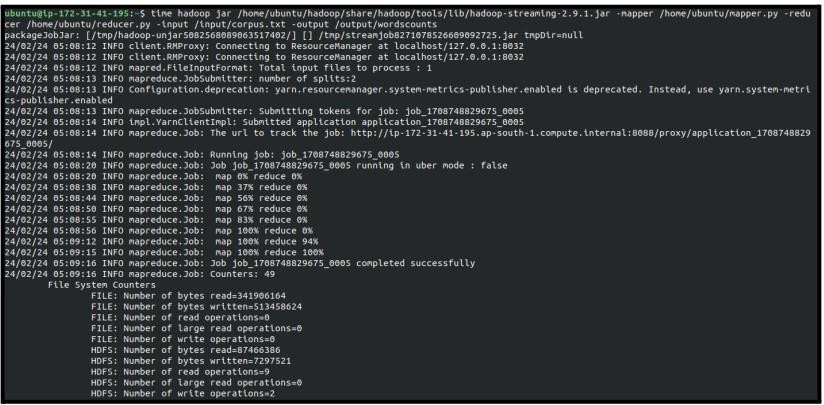 ubuntu@ip-172-31-41-195:~$ time hadoop jar /home/ubuntu/hadoop/share/hadoop/tools/lib/hadoop-streaming-2.9.1.jar -mapper /home/ubuntu/mapper.py -redu
cer /home/ubuntu/reducer.py -input /input/corpus.txt -output /output/wordscounts
packageJobJar: [/tmp/hadoop-unjar5082568089063517402/] [] /tmp/streamjob8271078526609092725.jar tmpDir=null
24/02/24 05:08:12 INFO client.RMProxy: Connecting to ResourceManager at localhost/127.0.0.1:8032
24/02/24 05:08:12 INFO client.RMProxy: Connecting to ResourceManager at localhost/127.0.0.1:8032
24/02/24 05:08:12 INFO mapred.FileInputFormat: Total input files to process : 1
24/02/24 05:08:13 INFO mapreduce.JobSubmitter: number of splits:2
24/02/24 05:08:13 INFO Configuration.deprecation: yarn.resourcemanager.system-metrics-publisher.enabled is deprecated. Instead, use yarn.system-metri
cs-publisher.enabled
24/02/24 05:08:13 INFO mapreduce.JobSubmitter: Submitting tokens for job: job_1708748829675_0005
24/02/24 05:08:14 INFO impl.YarnClientImpl: Submitted application application_1708748829675_0005
24/02/24 05:08:14 INFO mapreduce.Job: The url to track the job: http://ip-172-31-41-195.ap-south-1.compute.internal:8088/proxy/application_1708748829
675_0005/
24/02/24 05:08:14 INFO mapreduce.Job: Running job: job_1708748829675_0005
24/02/24 05:08:20 INFO mapreduce.Job: Job job_1708748829675_0005 running in uber mode : false
24/02/24 05:08:20 INFO mapreduce.Job:  map 0% reduce 0%
24/02/24 05:08:38 INFO mapreduce.Job:  map 37% reduce 0%
24/02/24 05:08:44 INFO mapreduce.Job:  map 56% reduce 0%
24/02/24 05:08:50 INFO mapreduce.Job:  map 67% reduce 0%
24/02/24 05:08:55 INFO mapreduce.Job:  map 83% reduce 0%
24/02/24 05:08:56 INFO mapreduce.Job:  map 100% reduce 0%
24/02/24 05:09:12 INFO mapreduce.Job:  map 100% reduce 94%
24/02/24 05:09:15 INFO mapreduce.Job:  map 100% reduce 100%
24/02/24 05:09:16 INFO mapreduce.Job: Job job_1708748829675_0005 completed successfully
24/02/24 05:09:16 INFO mapreduce.Job: Counters: 49
File System Counters
FILE: Number of bytes read=341906164
FILE: Number of bytes written=513458624
FILE: Number of read operations=0
FILE: Number of large read operations=0
FILE: Number of write operations=0
HDFS: Number of bytes read=87466386
HDFS: Number of bytes written=7297521
HDFS: Number of read operations=9
HDFS: Number of large read operations=0
HDFS: Number of write operations=2